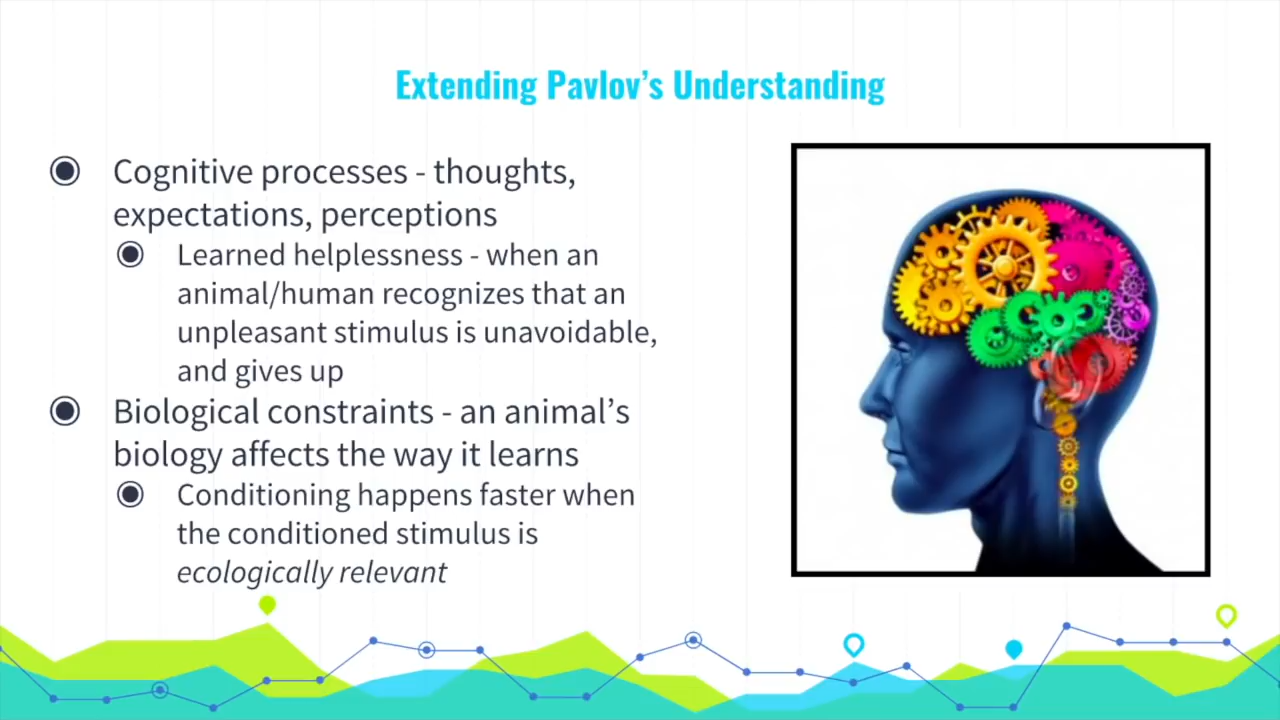 Extending Pavlov's Understanding
Cognitive processes - thoughts,
expectations, perceptions
Learned helplessness - when an
animal/human recognizes that an
unpleasant stimulus is unavoidable,
and gives up
Biological constraints - an animal's
biology affects the way it learns
Conditioning happens faster when
the conditioned stimulus is
ecologically relevant